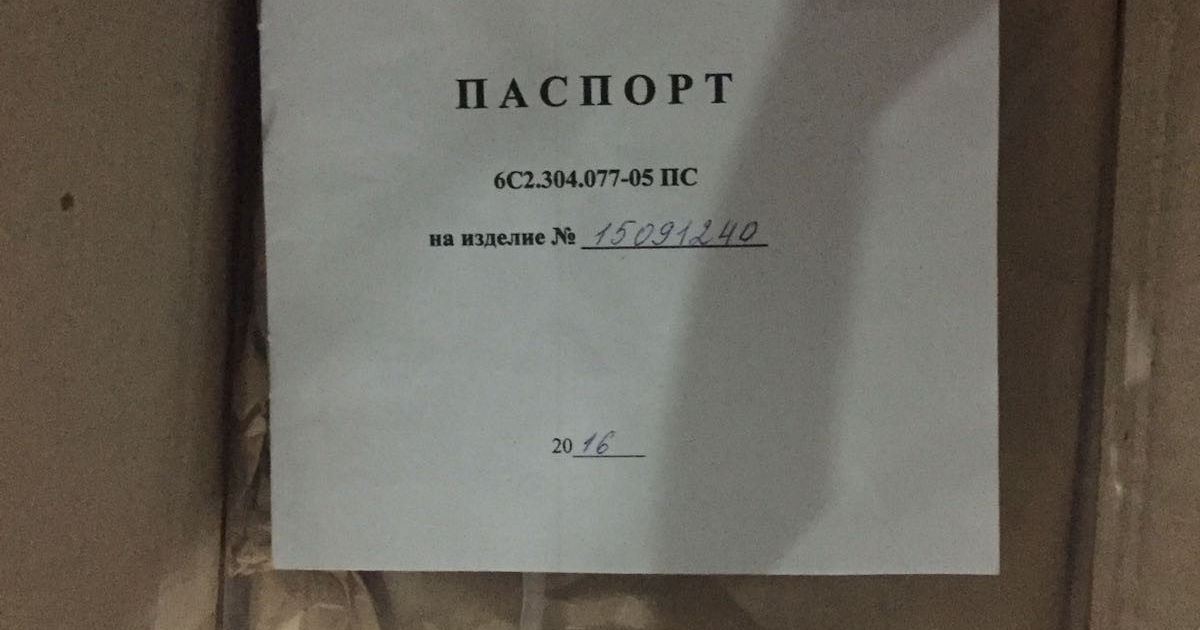 ПАСПОРТ
6С2.304.077-05 ПС
на изделие № 15091240
2016